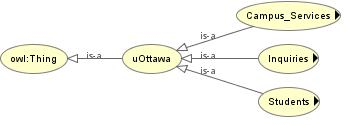 Campus_Services
is-a
owl:Thing
is-a
uOttawa
is-a
Inquiries
is-a
Students